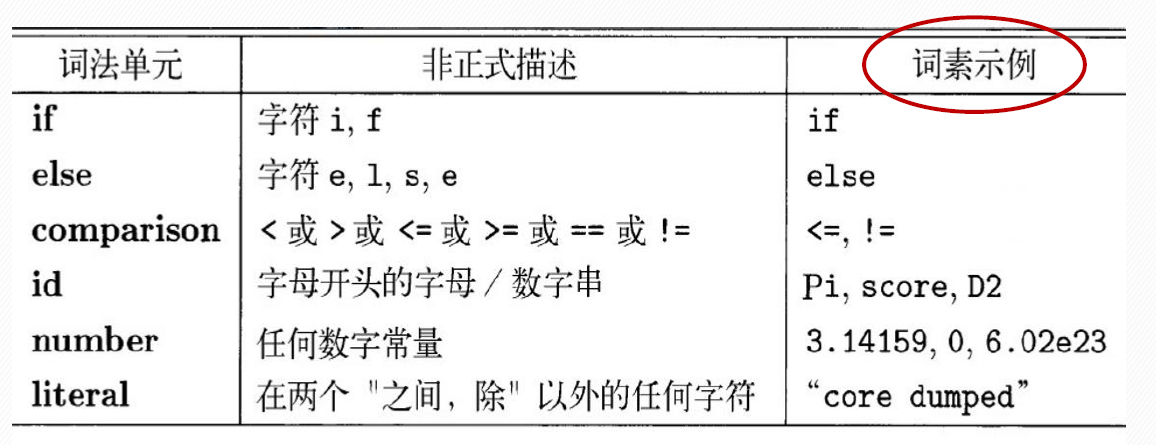 词法单元 非正式描述 词素示例
if 字符 i, f if
else 字符 e, l, s, e else
comparison < 或 > 或 <= 或 >= 或 == 或 != <=, !=
id 字母开头的字母 / 数字串 Pi, score, D2
number 任何数字常量 3.14159, 0, 6.02e23
literal 在两个 "之间，除" 以外的任何字符 “core dumped”